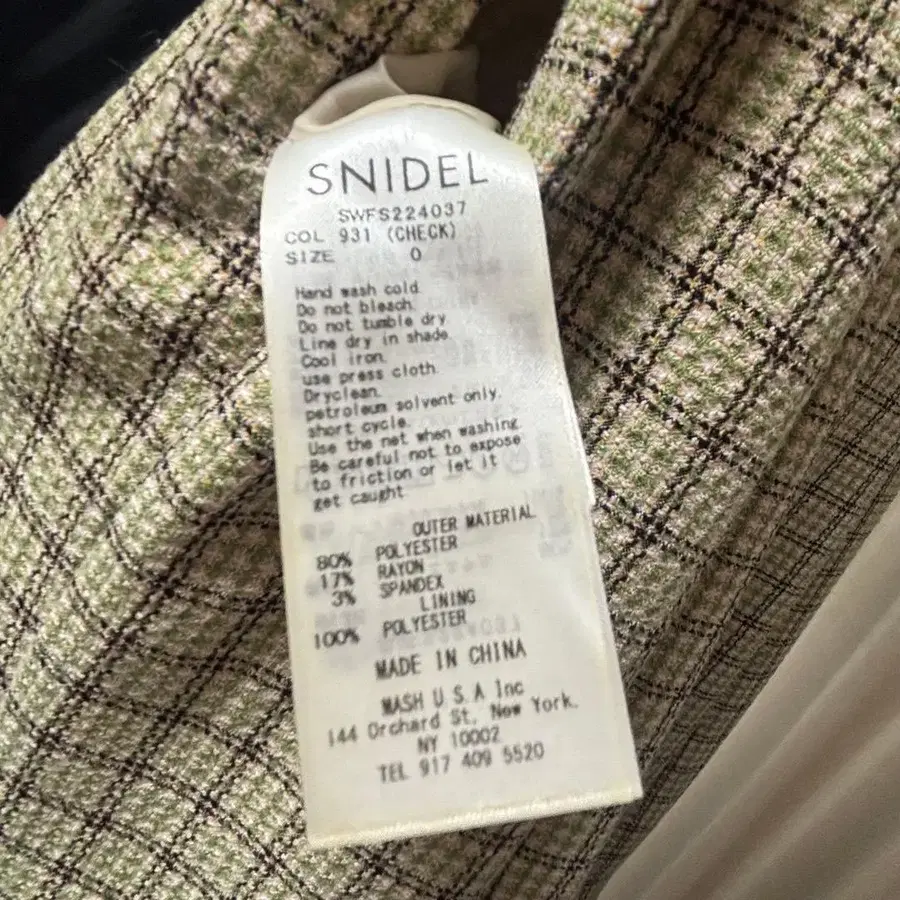 SNIDEL
SWFS224037
COL 931 (CHECK)
SIZE 0
Hand wash cold.
Do not bleach.
Do not tumble dry.
Line dry in shade.
Cool iron.
use press cloth.
Dryclean.
petroleum solvent only.
short cycle.
Use the net when washing.
Be careful not to expose
to friction or let it
get caught.
OUTER MATERIAL
80% POLYESTER
17% RAYON
3% SPANDEX
LINING
100% POLYESTER
MADE IN CHINA
MASH U.S.A Inc
144 Orchard St, New York,
NY 10002
TEL 917 409 5520